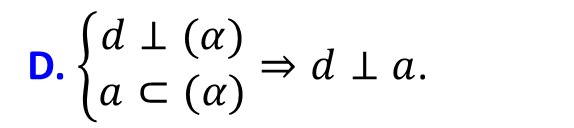 D. { d ⊥ (α)
a ⊂ (α) ⇒ d ⊥ a.